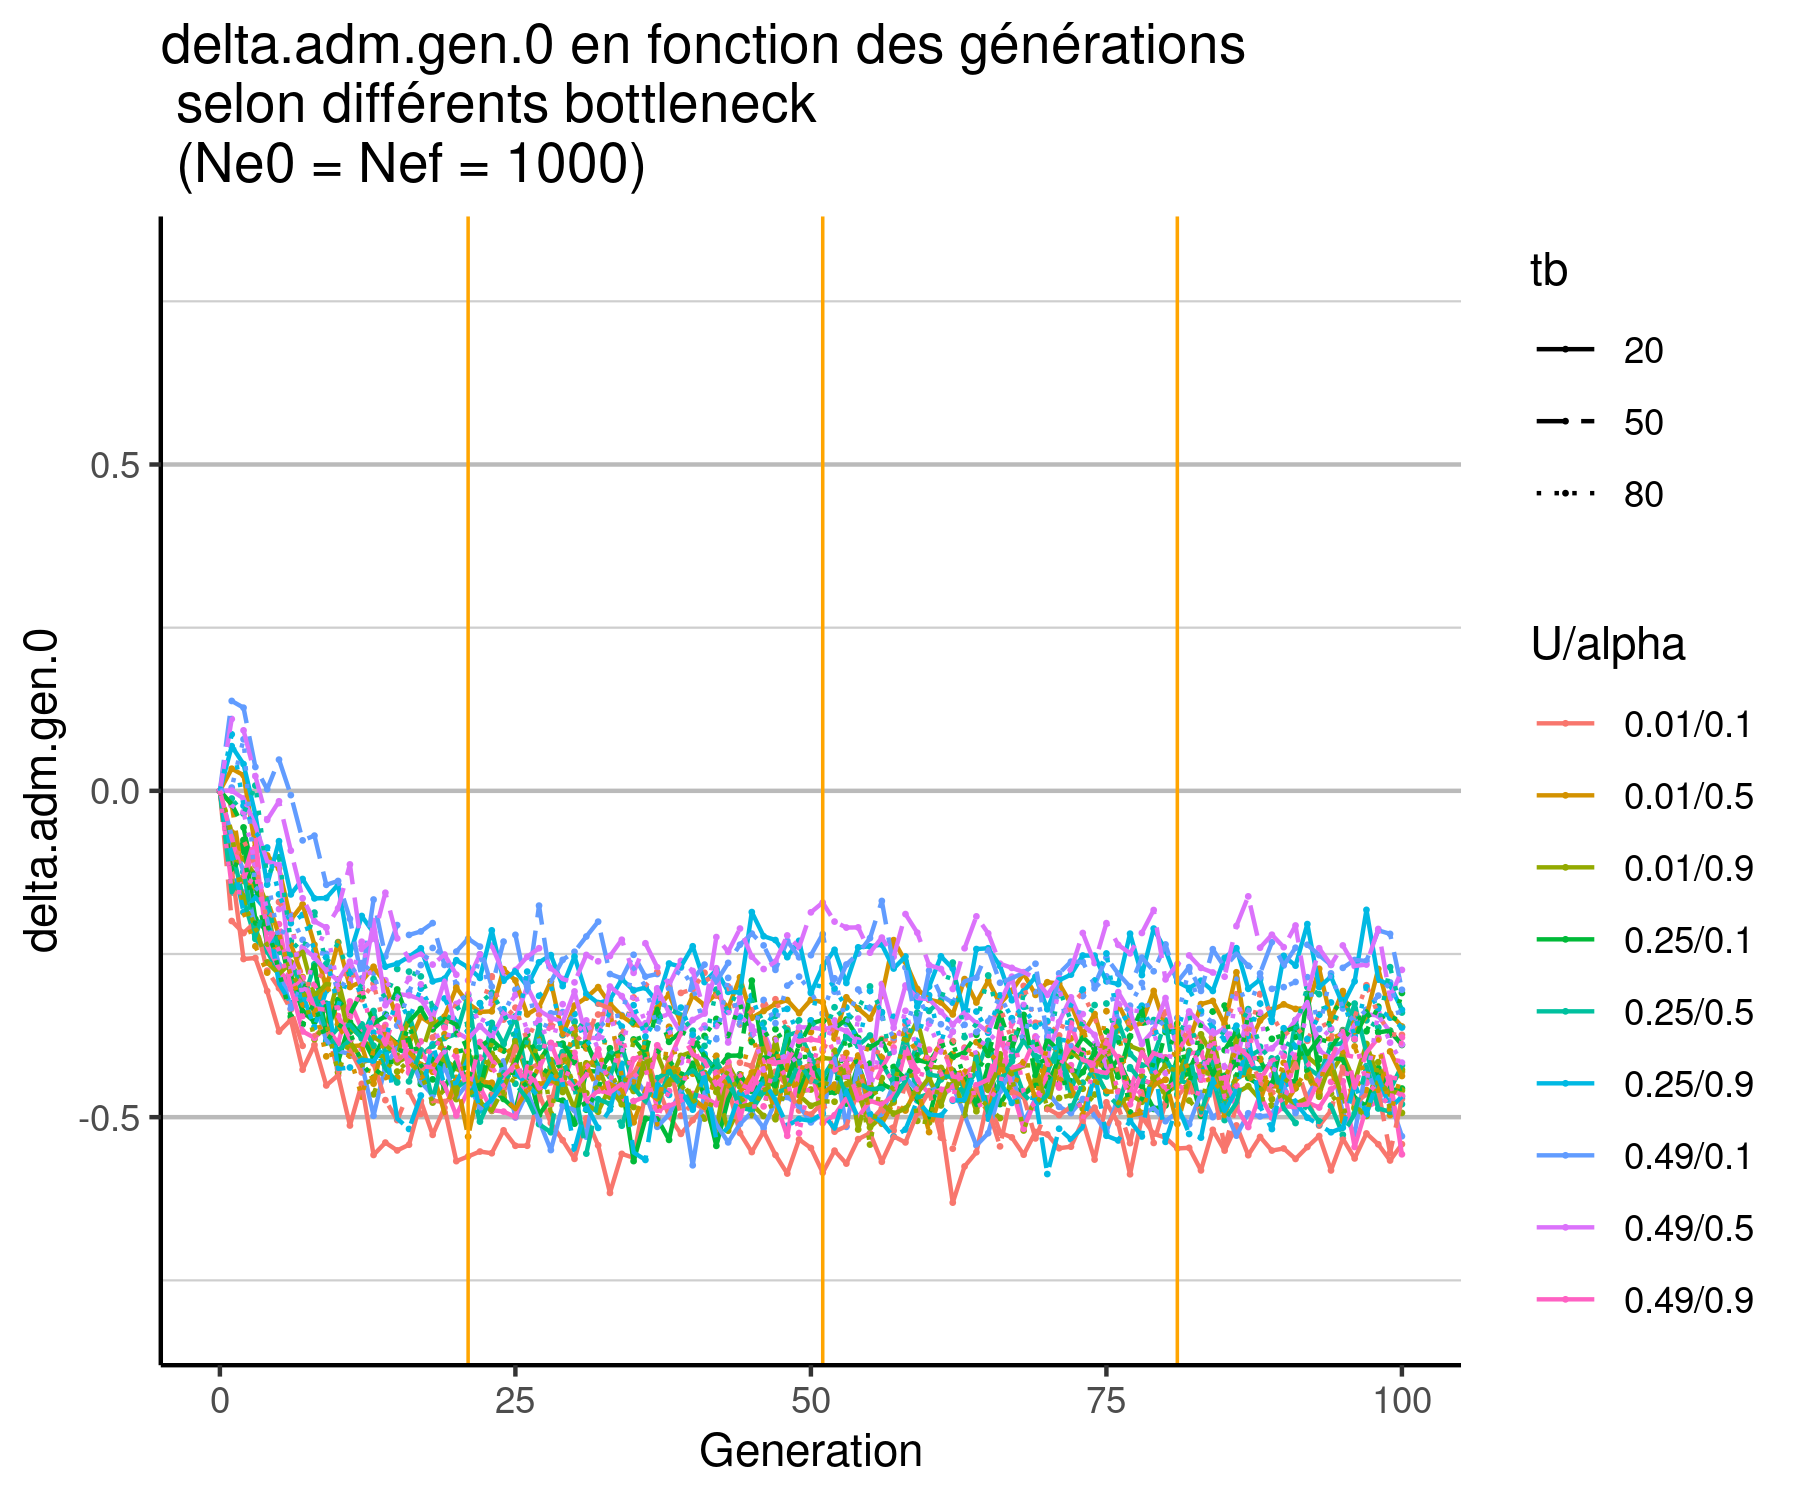 delta.adm.gen.0 en fonction des générations
selon différents bottleneck
(Ne0 = Nef = 1000)
delta.adm.gen.0
0.5
0.0
-0.5
0
25
50
75
100
Generation
tb
20
50
80
U/alpha
0.01/0.1
0.01/0.5
0.01/0.9
0.25/0.1
0.25/0.5
0.25/0.9
0.49/0.1
0.49/0.5
0.49/0.9